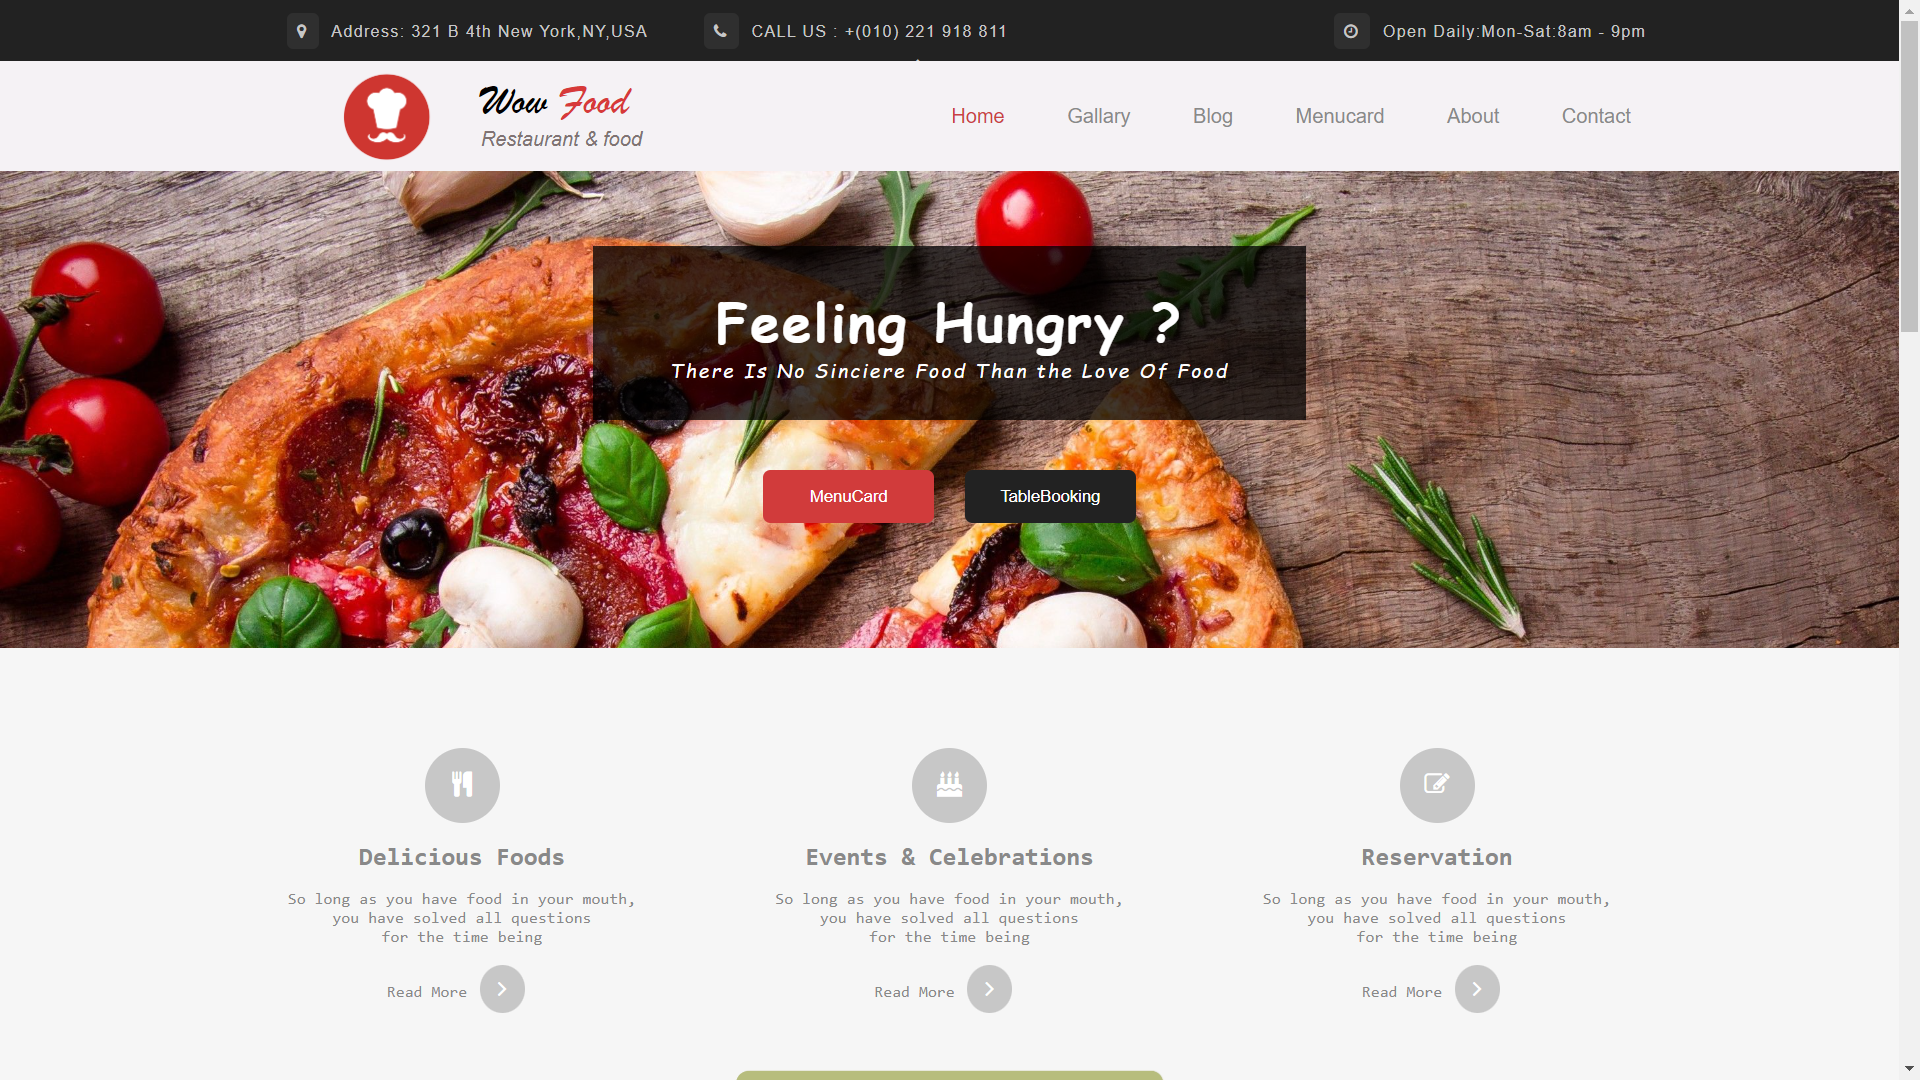 Address: 321 B 4th New York,NY,USA
CALL US : +(010) 221 918 811
Open Daily:Mon-Sat:8am - 9pm
Wow Food
Restaurant & food
Home
Gallary
Blog
Menucard
About
Contact
Feeling Hungry ?
There Is No Sinciere Food Than the Love Of Food
MenuCard
TableBooking
Delicious Foods
So long as you have food in your mouth,
you have solved all questions
for the time being
Read More
Events & Celebrations
So long as you have food in your mouth,
you have solved all questions
for the time being
Read More
Reservation
So long as you have food in your mouth,
you have solved all questions
for the time being
Read More